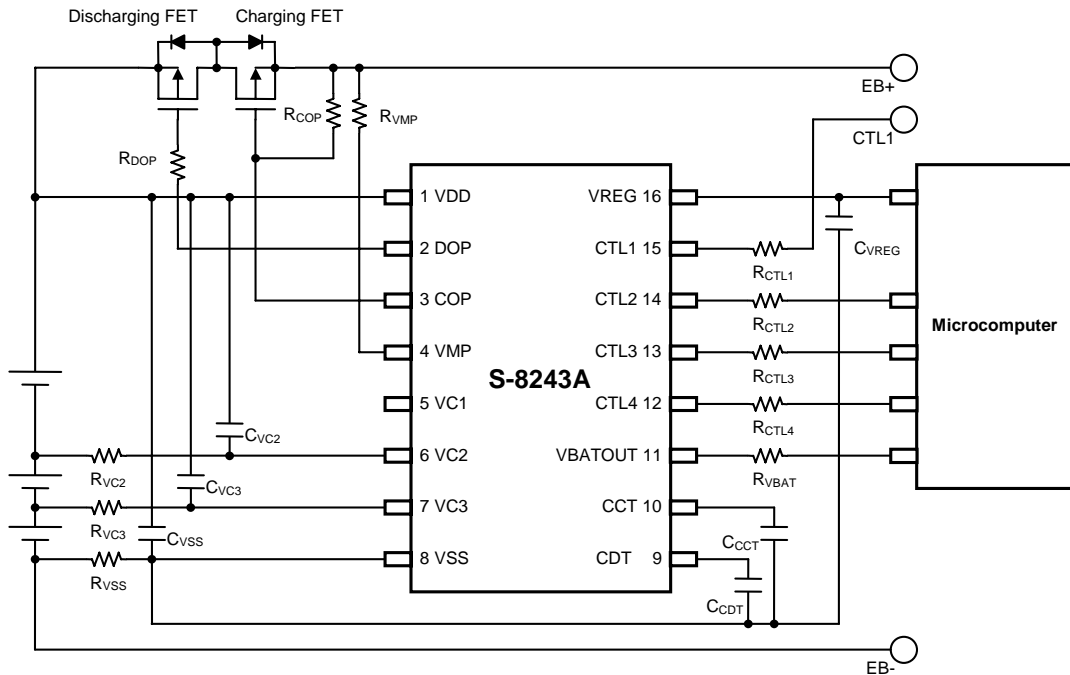 Discharging FET
Charging FET
EB+
RCOP
RVMP
CTL1
RDOP
1 VDD
VREG 16
2 DOP
CTL1 15
CVREG
RCTL1
3 COP
CTL2 14
Microcomputer
RCTL2
4 VMP
CTL3 13
S-8243A
RCTL3
5 VC1
CTL4 12
CVC2
RCTL4
6 VC2
VBATOUT 11
RVC2
CVC3
RVBAT
7 VC3
CCT 10
RVC3
CVSS
CCCT
8 VSS
CDT 9
RVSS
CCDT
EB-